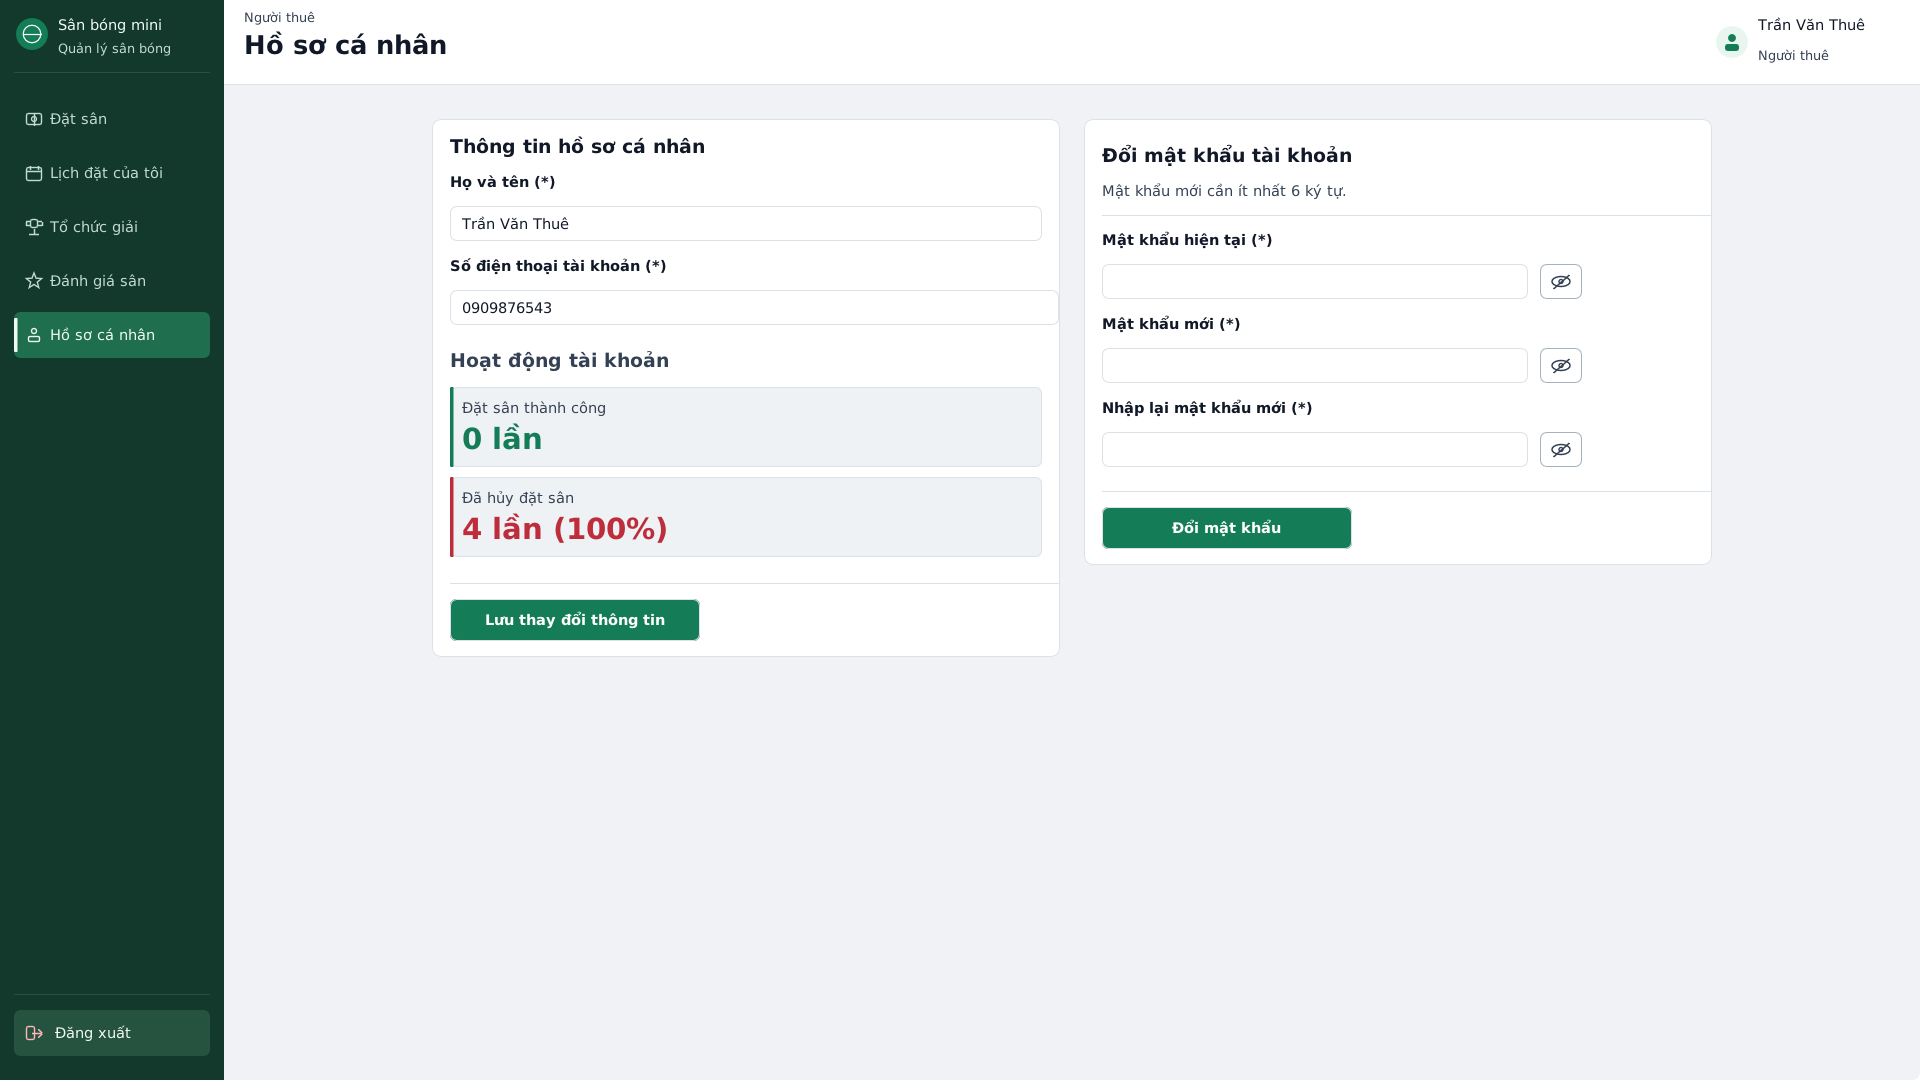 Sân bóng mini
Quản lý sân bóng
Đặt sân
Lịch đặt của tôi
Tổ chức giải
Đánh giá sân
Hồ sơ cá nhân
Đăng xuất
Người thuê
Hồ sơ cá nhân
Trần Văn Thuê
Người thuê
Thông tin hồ sơ cá nhân
Họ và tên (*)
Trần Văn Thuê
Số điện thoại tài khoản (*)
0909876543
Hoạt động tài khoản
Đặt sân thành công
0 lần
Đã hủy đặt sân
4 lần (100%)
Lưu thay đổi thông tin
Đổi mật khẩu tài khoản
Mật khẩu mới cần ít nhất 6 ký tự.
Mật khẩu hiện tại (*)
Mật khẩu mới (*)
Nhập lại mật khẩu mới (*)
Đổi mật khẩu